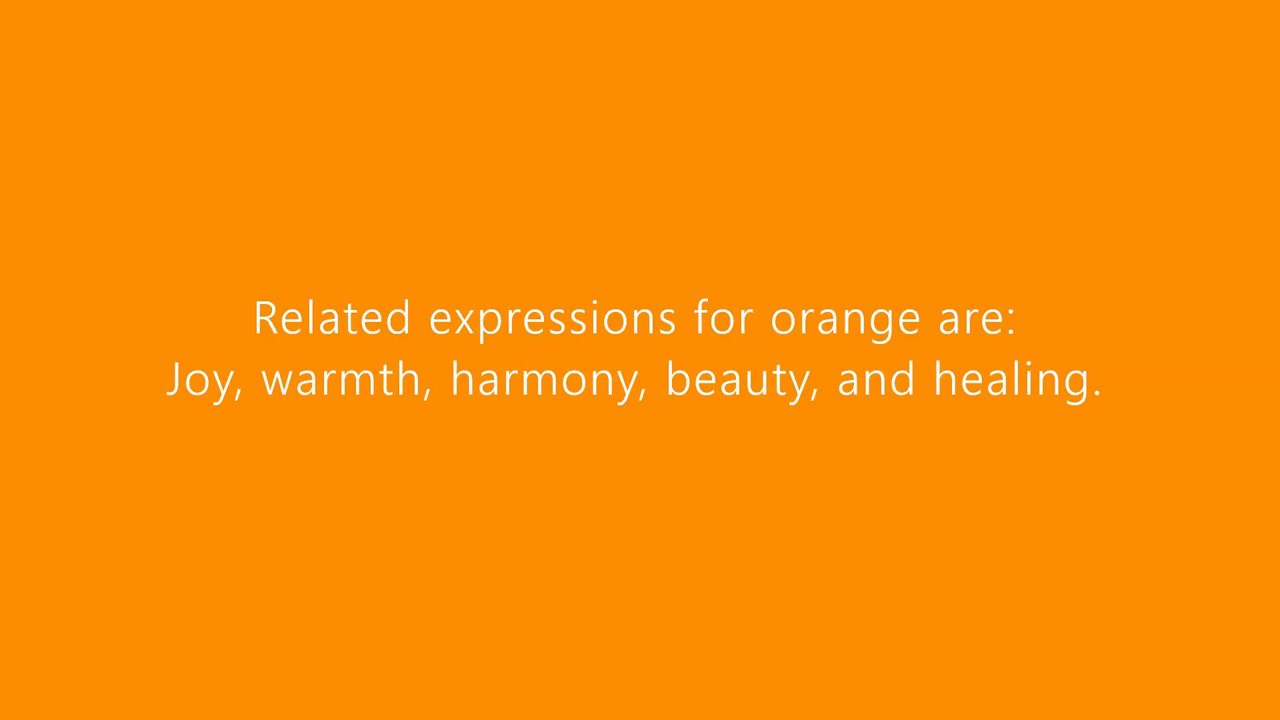 Related expressions for orange are:
Joy, warmth, harmony, beauty, and healing.